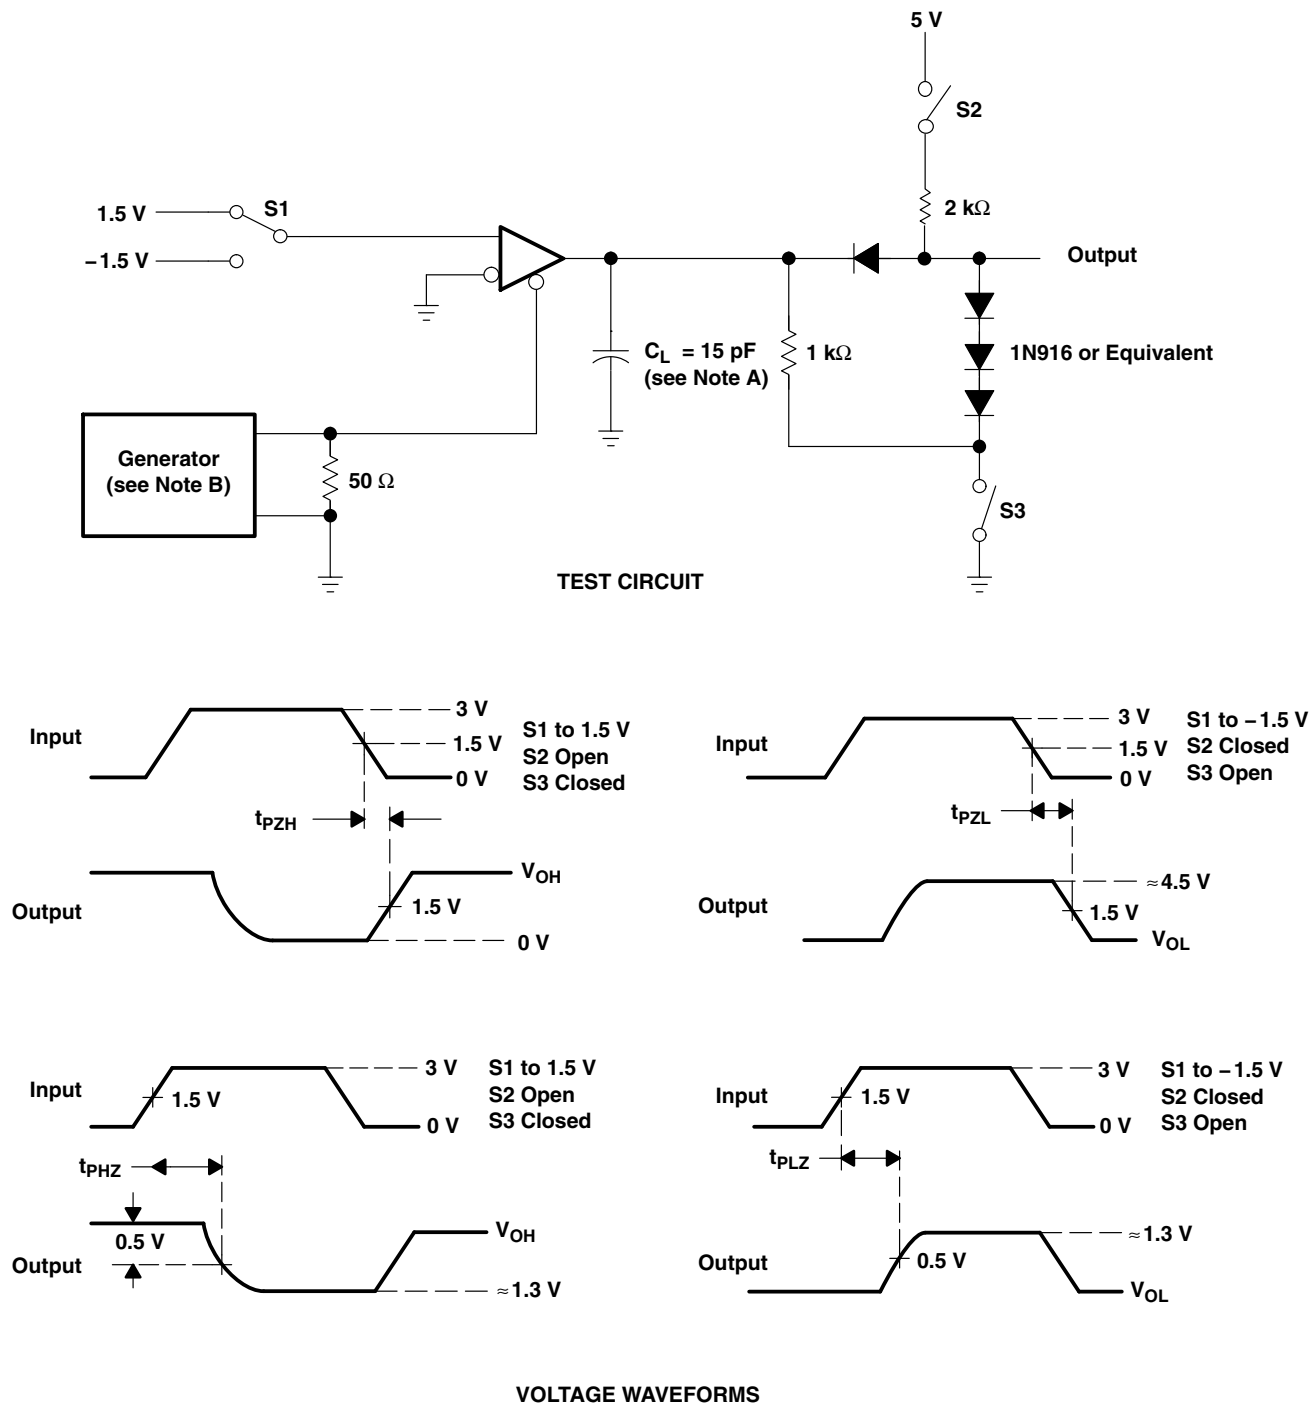 5 V
S2
2 kΩ
1.5 V
S1
−1.5 V
Output
CL = 15 pF
(see Note A)
1 kΩ
1N916 or Equivalent
Generator
(see Note B)
50 Ω
S3
TEST CIRCUIT
Input
3 V
1.5 V
0 V
S1 to 1.5 V
S2 Open
S3 Closed
tPZH
Output
VOH
1.5 V
0 V
Input
3 V
1.5 V
0 V
S1 to −1.5 V
S2 Closed
S3 Open
tPZL
Output
≈4.5 V
1.5 V
VOL
Input
3 V
1.5 V
0 V
S1 to 1.5 V
S2 Open
S3 Closed
tPHZ
0.5 V
Output
VOH
≈1.3 V
Input
3 V
1.5 V
0 V
S1 to −1.5 V
S2 Closed
S3 Open
tPLZ
Output
≈1.3 V
0.5 V
VOL
VOLTAGE WAVEFORMS